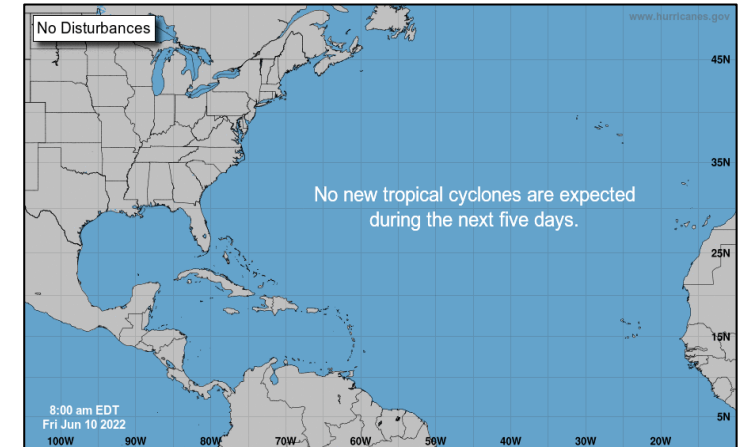 No Disturbances
www.hurricanes.gov
45N
35N
No new tropical cyclones are expected
during the next five days.
25N
15N
8:00 am EDT
Fri Jun 10 2022
5N
100W 90W 80W 70W 60W 50W 40W 30W 20W